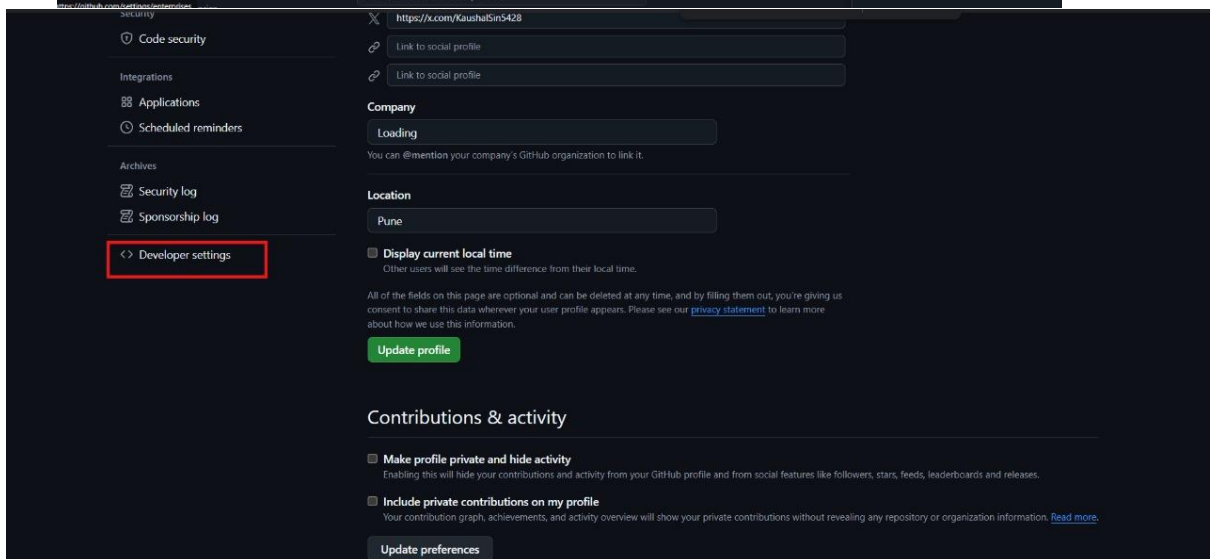 https://github.com/settings/enterprises
Security
Code security
Integrations
Applications
Scheduled reminders
Archives
Security log
Sponsorship log
Developer settings
https://x.com/KaushalSin5428
Link to social profile
Link to social profile
Company
Loading
You can @mention your company's GitHub organization to link it.
Location
Pune
Display current local time
Other users will see the time difference from their local time.
All of the fields on this page are optional and can be deleted at any time, and by filling them out, you're giving us
consent to share this data wherever your user profile appears. Please see our privacy statement to learn more
about how we use this information.
Update profile
Contributions & activity
Make profile private and hide activity
Enabling this will hide your contributions and activity from your GitHub profile and from social features like followers, stars, feeds, leaderboards and releases.
Include private contributions on my profile
Your contribution graph, achievements, and activity overview will show your private contributions without revealing any repository or organization information. Read more.
Update preferences